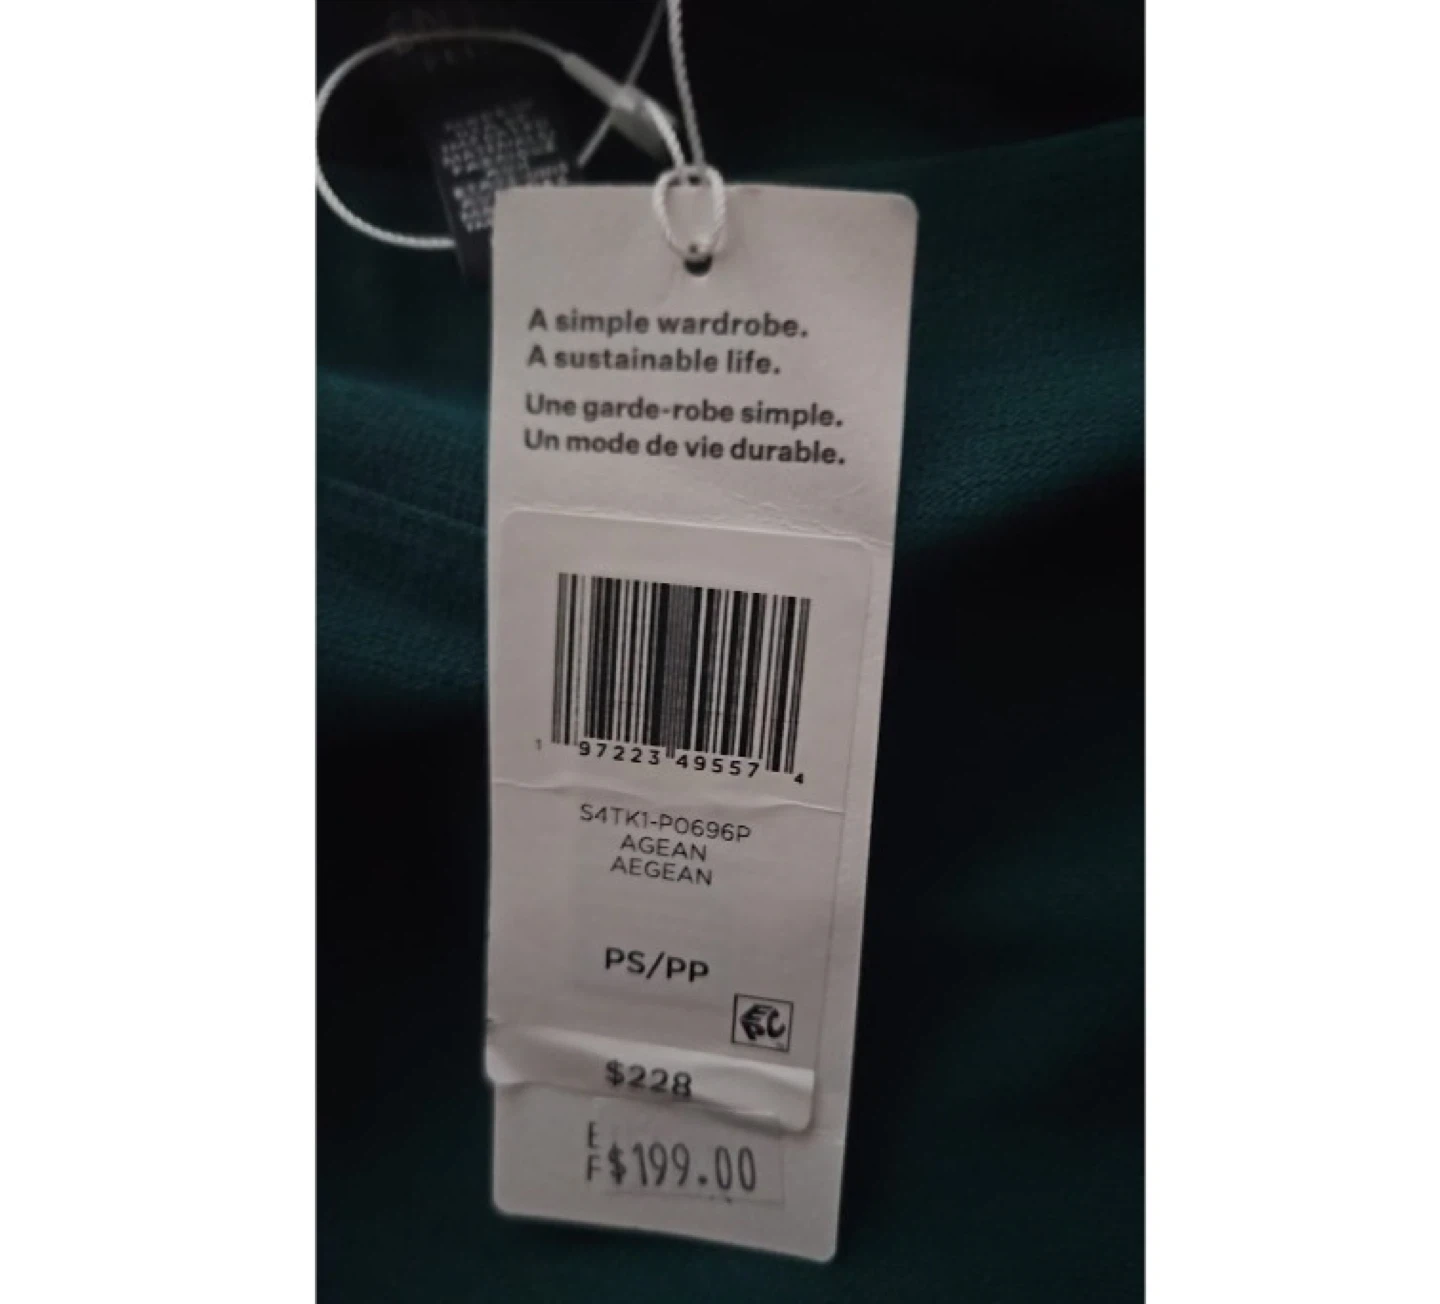 A simple wardrobe.
A sustainable life.
Une garde-robe simple.
Un mode de vie durable.
1 97223 49557 4
S4TK1-P0696P
AGEAN
AEGEAN
PS/PP
$228
E
F $199.00